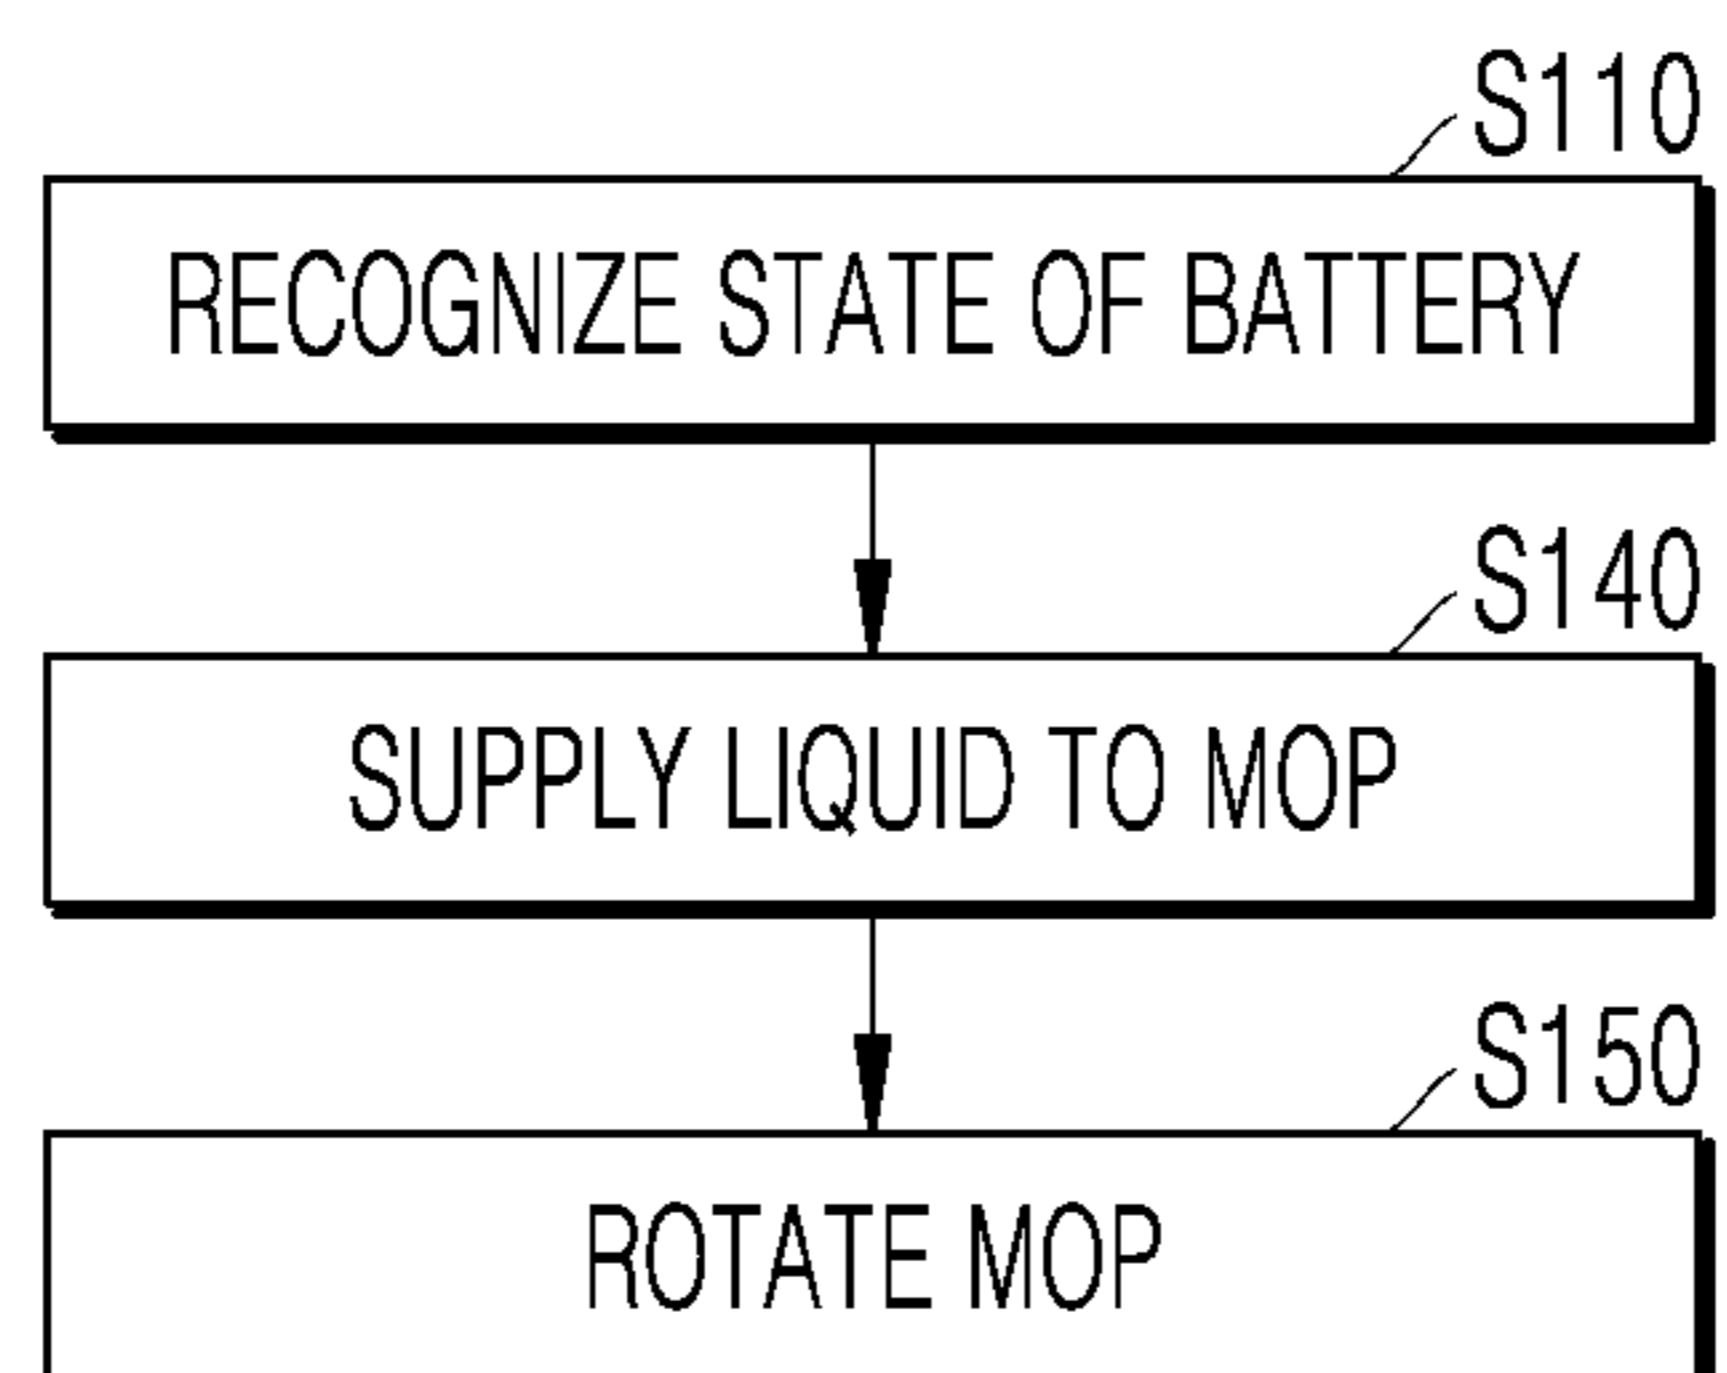 S110
RECOGNIZE STATE OF BATTERY
S140
SUPPLY LIQUID TO MOP
S150
ROTATE MOP